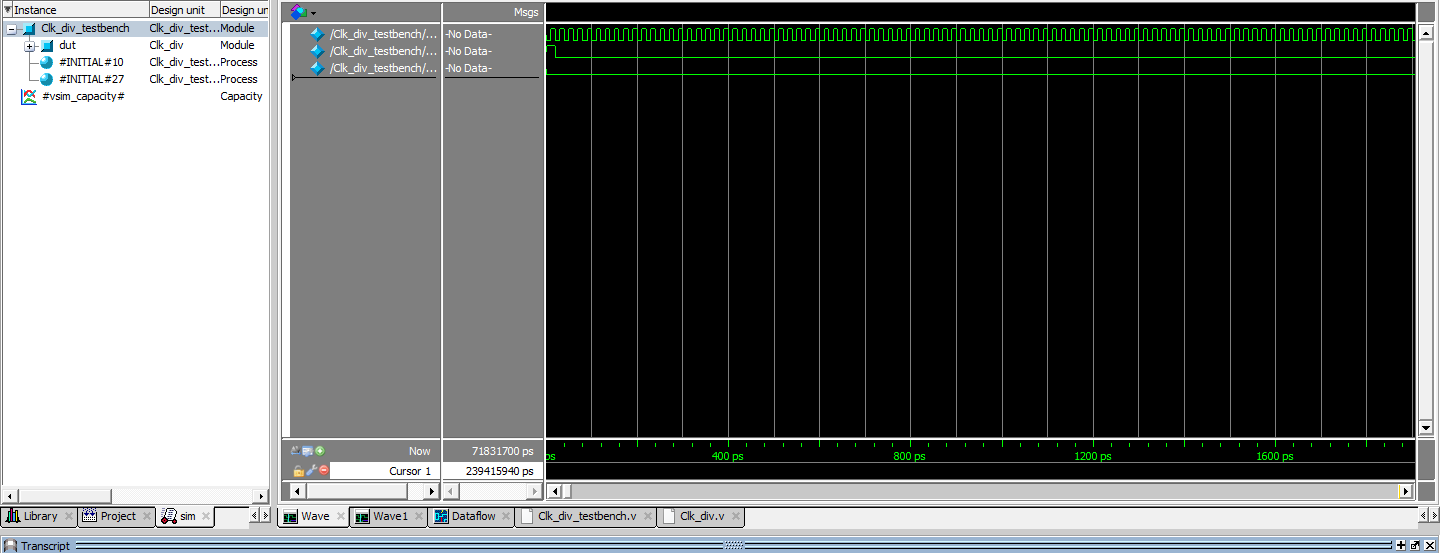 Instance Design unit Design ur
Clk_div_testbench Clk_div_test... Module
dut Clk_div Module
#INITIAL#10 Clk_div_test... Process
#INITIAL#27 Clk_div_test... Process
#vsim_capacity# Capacity
Msgs
/Clk_div_testbench/... -No Data-
/Clk_div_testbench/... -No Data-
/Clk_div_testbench/... -No Data-
Now 71831700 ps
Cursor 1 239415940 ps
ps 400 ps 800 ps 1200 ps 1600 ps
Library Project sim
Wave Wave1 Dataflow Clk_div_testbench.v Clk_div.v
Transcript